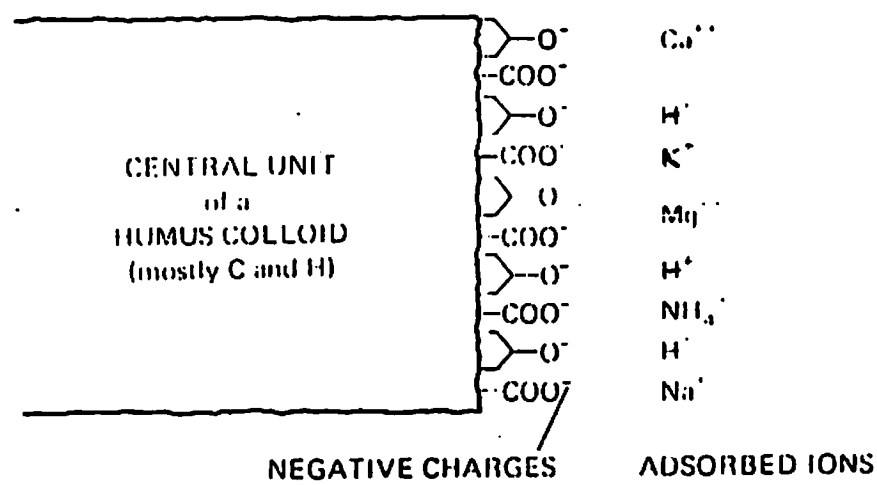 O⁻ Ca⁺⁺
-COO⁻
O⁻ H⁺
-COO⁻ K⁺
CENTRAL UNIT
of a
O
Mg⁺⁺
HUMUS COLLOID
-COO⁻
(mostly C and H)
O⁻ H⁺
-COO⁻ NH₄⁺
O⁻ H⁺
-COO⁻ Na⁺
NEGATIVE CHARGES ADSORBED IONS